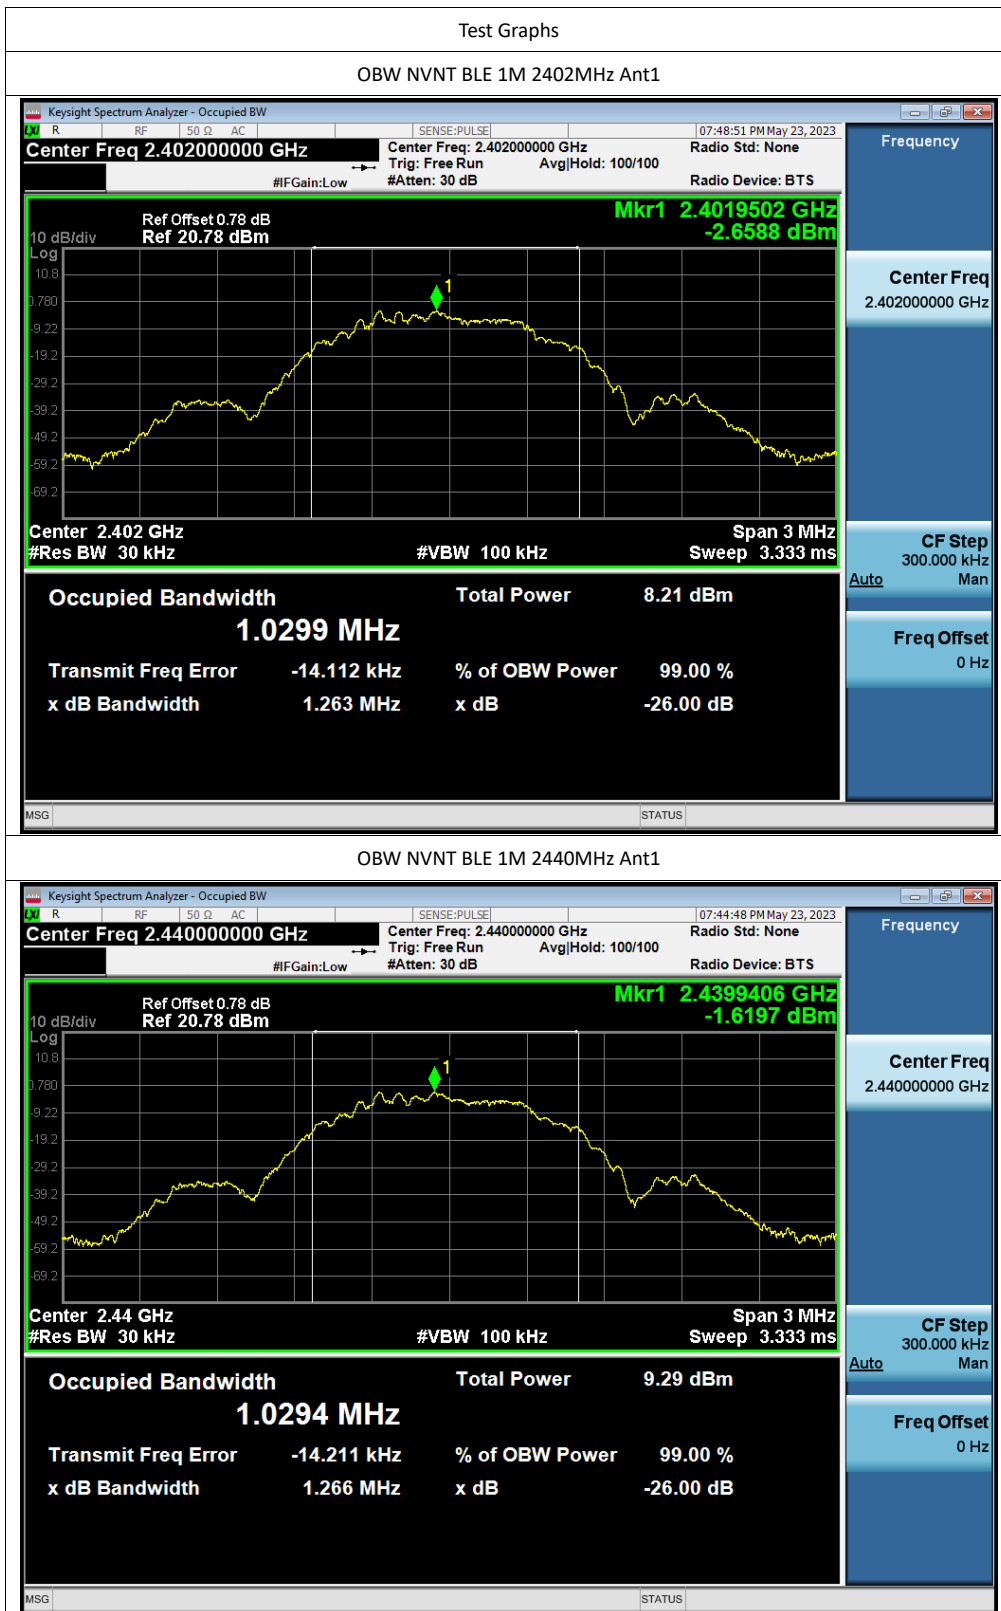 Test Graphs
OBW NVNT BLE 1M 2402MHz Ant1
Keysight Spectrum Analyzer - Occupied BW
LXI R RF 50 Ω AC SENSE:PULSE 07:48:51 PM May 23, 2023
Center Freq 2.402000000 GHz Center Freq: 2.402000000 GHz Radio Std: None
Trig: Free Run Avg|Hold: 100/100
#IFGain:Low #Atten: 30 dB Radio Device: BTS
Frequency
Mkr1 2.4019502 GHz
Ref Offset 0.78 dB
10 dB/div Ref 20.78 dBm -2.6588 dBm
Log
10.8
0.780
-9.22
-19.2
-29.2
-39.2
-49.2
-59.2
-69.2
1
Center 2.402 GHz Span 3 MHz
#Res BW 30 kHz #VBW 100 kHz Sweep 3.333 ms
Center Freq
2.402000000 GHz
CF Step
300.000 kHz
Auto Man
Freq Offset
0 Hz
Occupied Bandwidth Total Power 8.21 dBm
1.0299 MHz
Transmit Freq Error -14.112 kHz % of OBW Power 99.00 %
x dB Bandwidth 1.263 MHz x dB -26.00 dB
MSG STATUS
OBW NVNT BLE 1M 2440MHz Ant1
Keysight Spectrum Analyzer - Occupied BW
LXI R RF 50 Ω AC SENSE:PULSE 07:44:48 PM May 23, 2023
Center Freq 2.440000000 GHz Center Freq: 2.440000000 GHz Radio Std: None
Trig: Free Run Avg|Hold: 100/100
#IFGain:Low #Atten: 30 dB Radio Device: BTS
Frequency
Mkr1 2.4399406 GHz
Ref Offset 0.78 dB
10 dB/div Ref 20.78 dBm -1.6197 dBm
Log
10.8
0.780
-9.22
-19.2
-29.2
-39.2
-49.2
-59.2
-69.2
1
Center 2.44 GHz Span 3 MHz
#Res BW 30 kHz #VBW 100 kHz Sweep 3.333 ms
Center Freq
2.440000000 GHz
CF Step
300.000 kHz
Auto Man
Freq Offset
0 Hz
Occupied Bandwidth Total Power 9.29 dBm
1.0294 MHz
Transmit Freq Error -14.211 kHz % of OBW Power 99.00 %
x dB Bandwidth 1.266 MHz x dB -26.00 dB
MSG STATUS